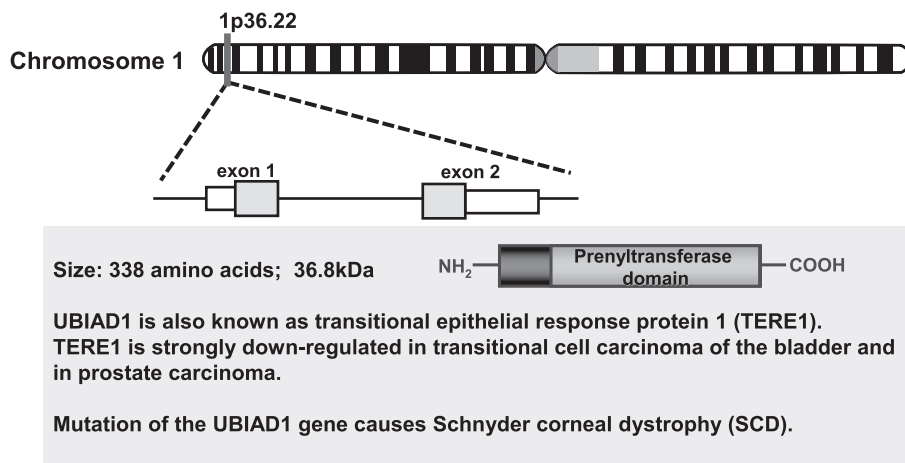 1p36.22
Chromosome 1
exon 1
exon 2
Size: 338 amino acids;  36.8kDa
NH₂
Prenyltransferase
domain
COOH
UBIAD1 is also known as transitional epithelial response protein 1 (TERE1).
TERE1 is strongly down-regulated in transitional cell carcinoma of the bladder and
in prostate carcinoma.
Mutation of the UBIAD1 gene causes Schnyder corneal dystrophy (SCD).